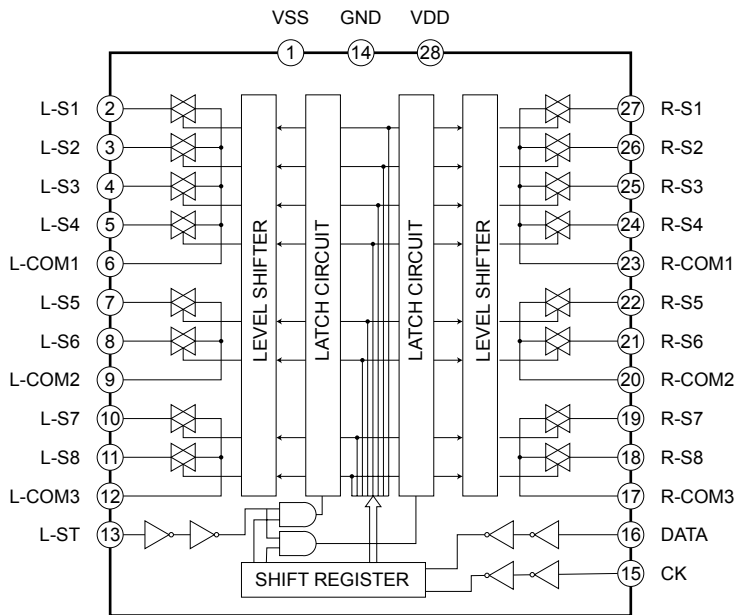 VSS GND VDD
1 14 28
L-S1 2 27 R-S1
L-S2 3 26 R-S2
L-S3 4 25 R-S3
L-S4 5 24 R-S4
L-COM1 6 23 R-COM1
L-S5 7 22 R-S5
L-S6 8 21 R-S6
L-COM2 9 20 R-COM2
L-S7 10 19 R-S7
L-S8 11 18 R-S8
L-COM3 12 17 R-COM3
L-ST 13 16 DATA
15 CK
LEVEL SHIFTER
LATCH CIRCUIT
LATCH CIRCUIT
LEVEL SHIFTER
SHIFT REGISTER